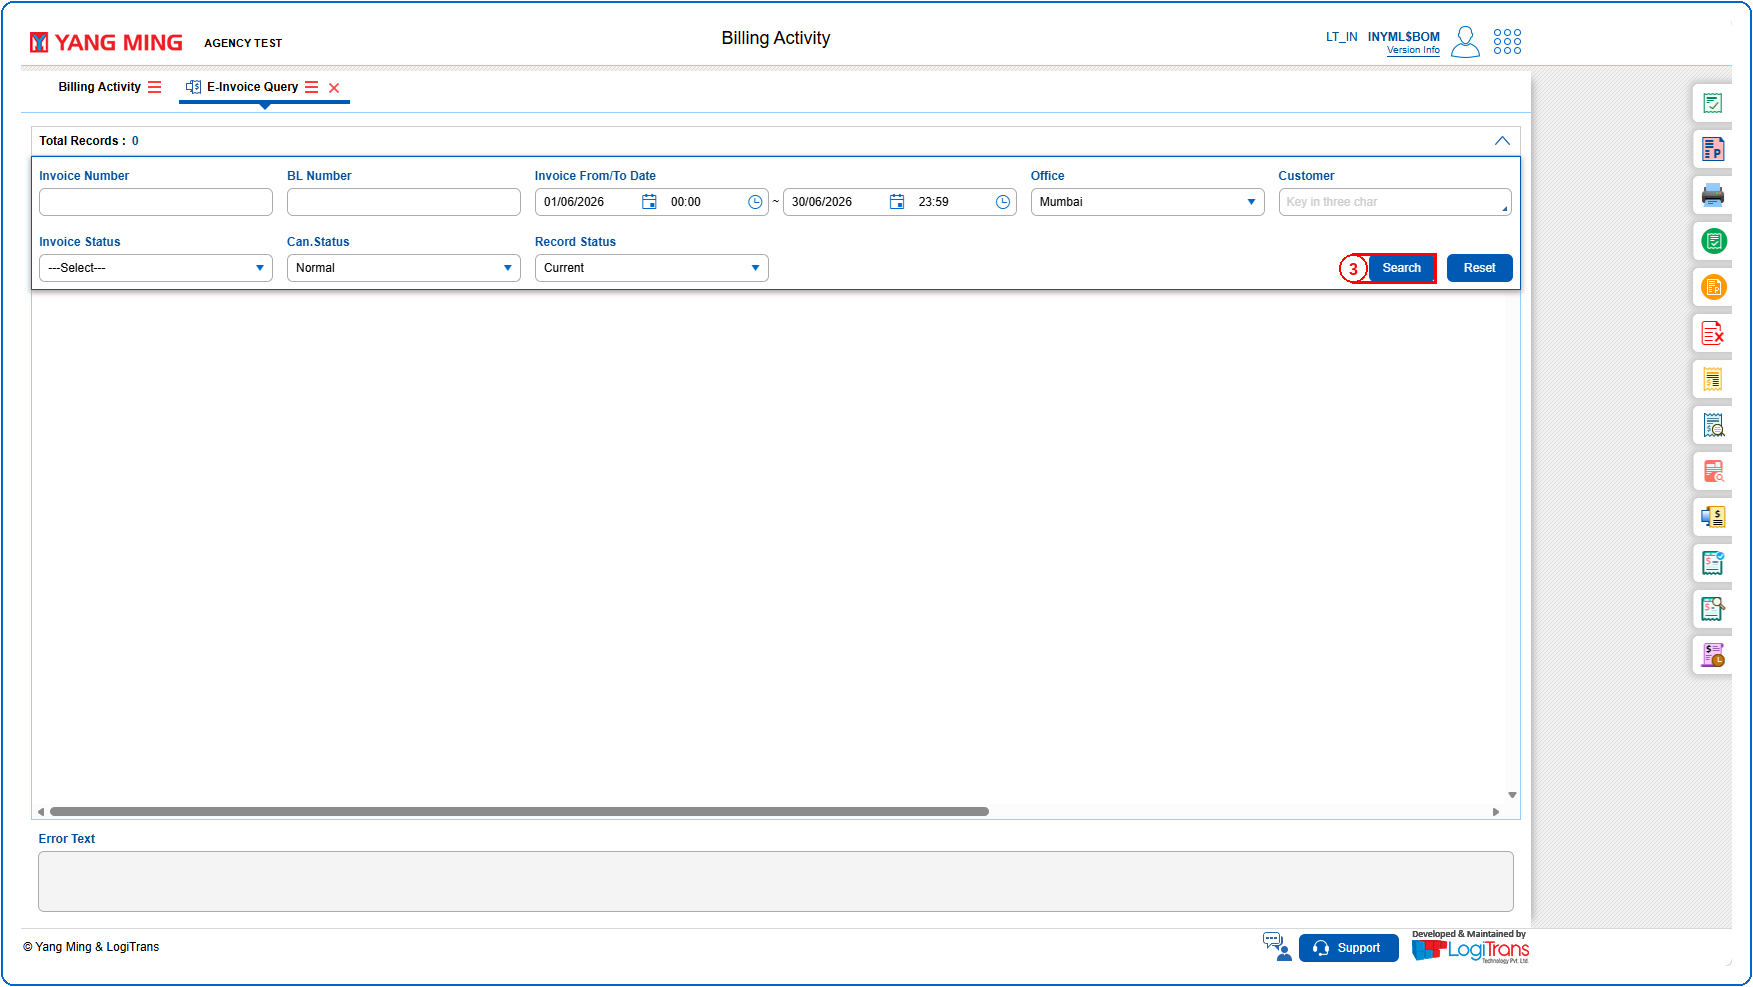 YANG MING AGENCY TEST
Billing Activity
LT_IN INYML$BOM
Version Info
Billing Activity
E-Invoice Query
Total Records : 0
Invoice Number BL Number Invoice From/To Date Office Customer
01/06/2026 00:00 ~ 30/06/2026 23:59 Mumbai Key in three char
Invoice Status Can.Status Record Status
---Select--- Normal Current 3 Search Reset
Error Text
© Yang Ming & LogiTrans
Support
Developed & Maintained by
LogiTrans
Technology Pvt. Ltd.